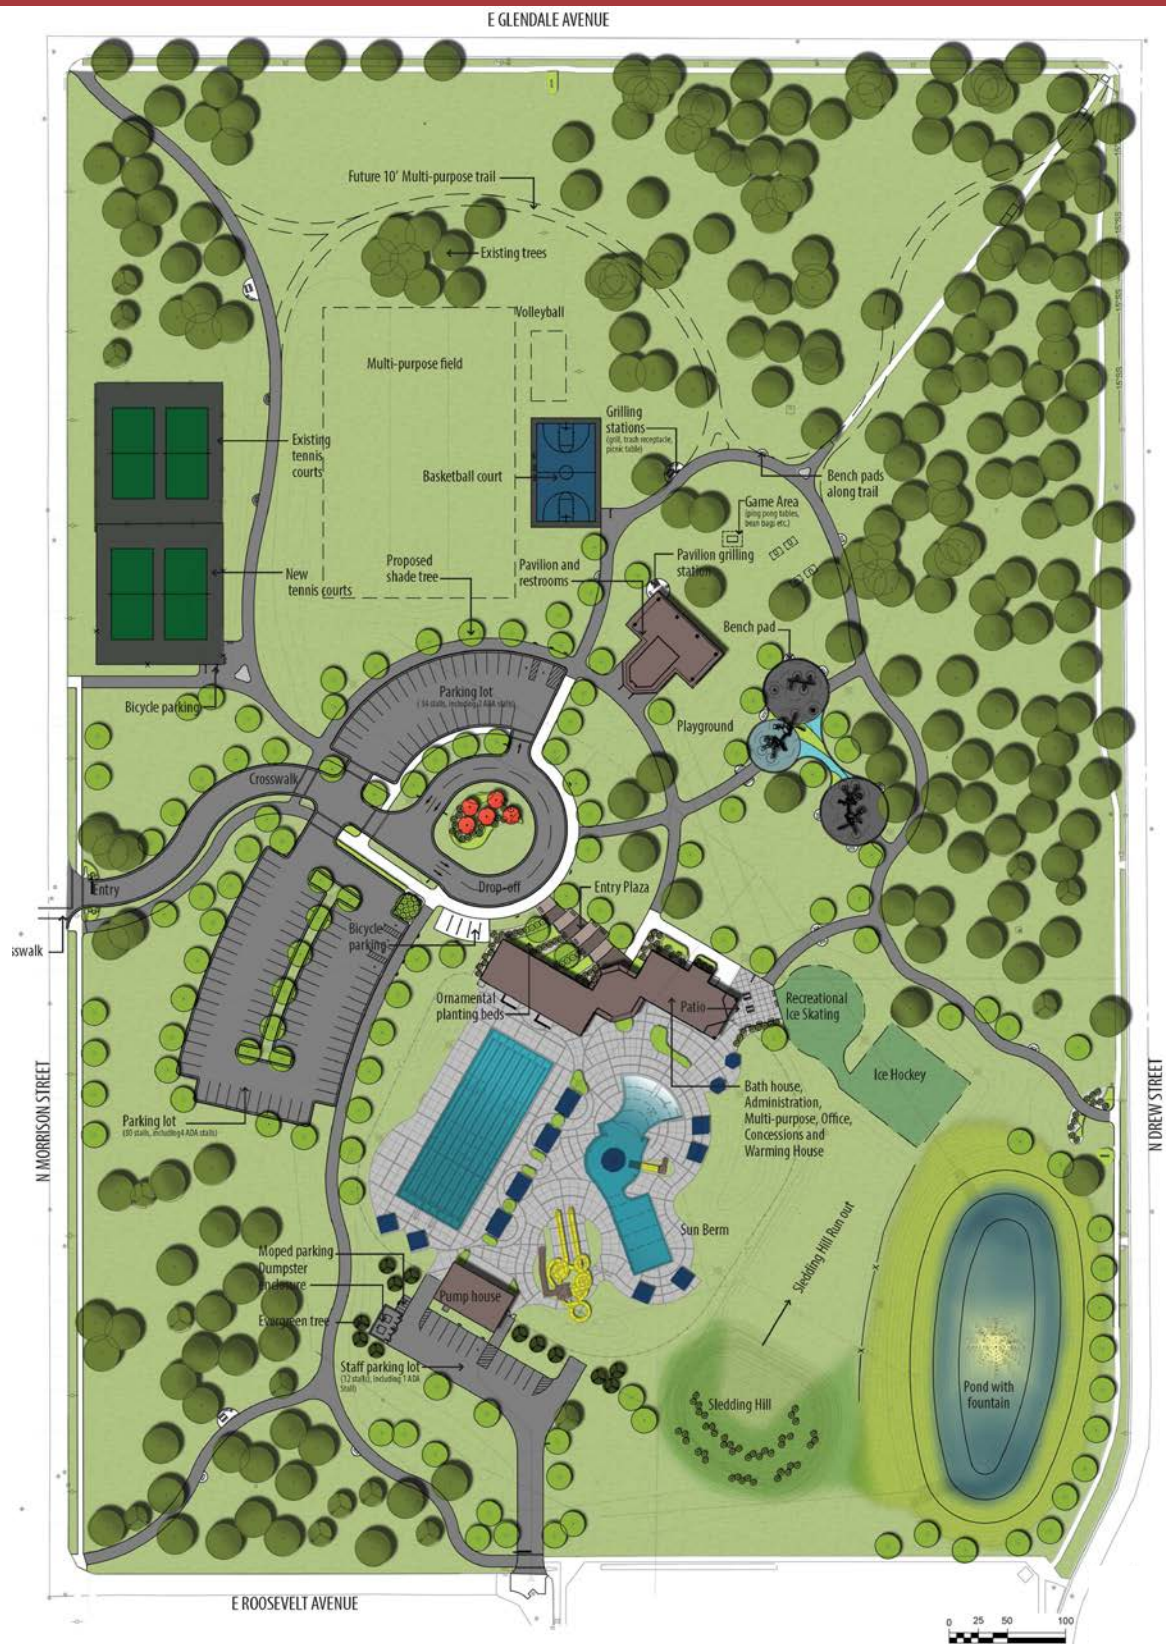 E GLENDALE AVENUE
Future 10' Multi-purpose trail
Existing trees
Volleyball
Multi-purpose field
Grilling
stations
(grill, trash receptacle,
picnic table)
Existing
tennis
courts
Basketball court
Bench pads
along trail
Game Area
(ping pong tables,
bean bags etc.)
Proposed
shade tree
Pavilion and
restrooms
Pavilion grilling
station
New
tennis courts
Bench pad
Bicycle parking
Parking lot
Playground
Crosswalk
Entry
Drop-off
Entry Plaza
Bicycle
parking
sswalk
Ornamental
planting beds
Patio
Recreational
Ice Skating
Ice Hockey
Bath house,
Administration,
Multi-purpose, Office,
Concessions and
Warming House
Parking lot
(80 stalls, including 4 ADA stalls)
N MORRISON STREET
N DREW STREET
Sun Berm
Sledding Hill Run out
Moped parking
Dumpster
enclosure
Pump house
Evergreen tree
Staff parking lot
(12 stalls, including 1 ADA
Stall)
Sledding Hill
Pond with
fountain
E ROOSEVELT AVENUE
0 25 50 100